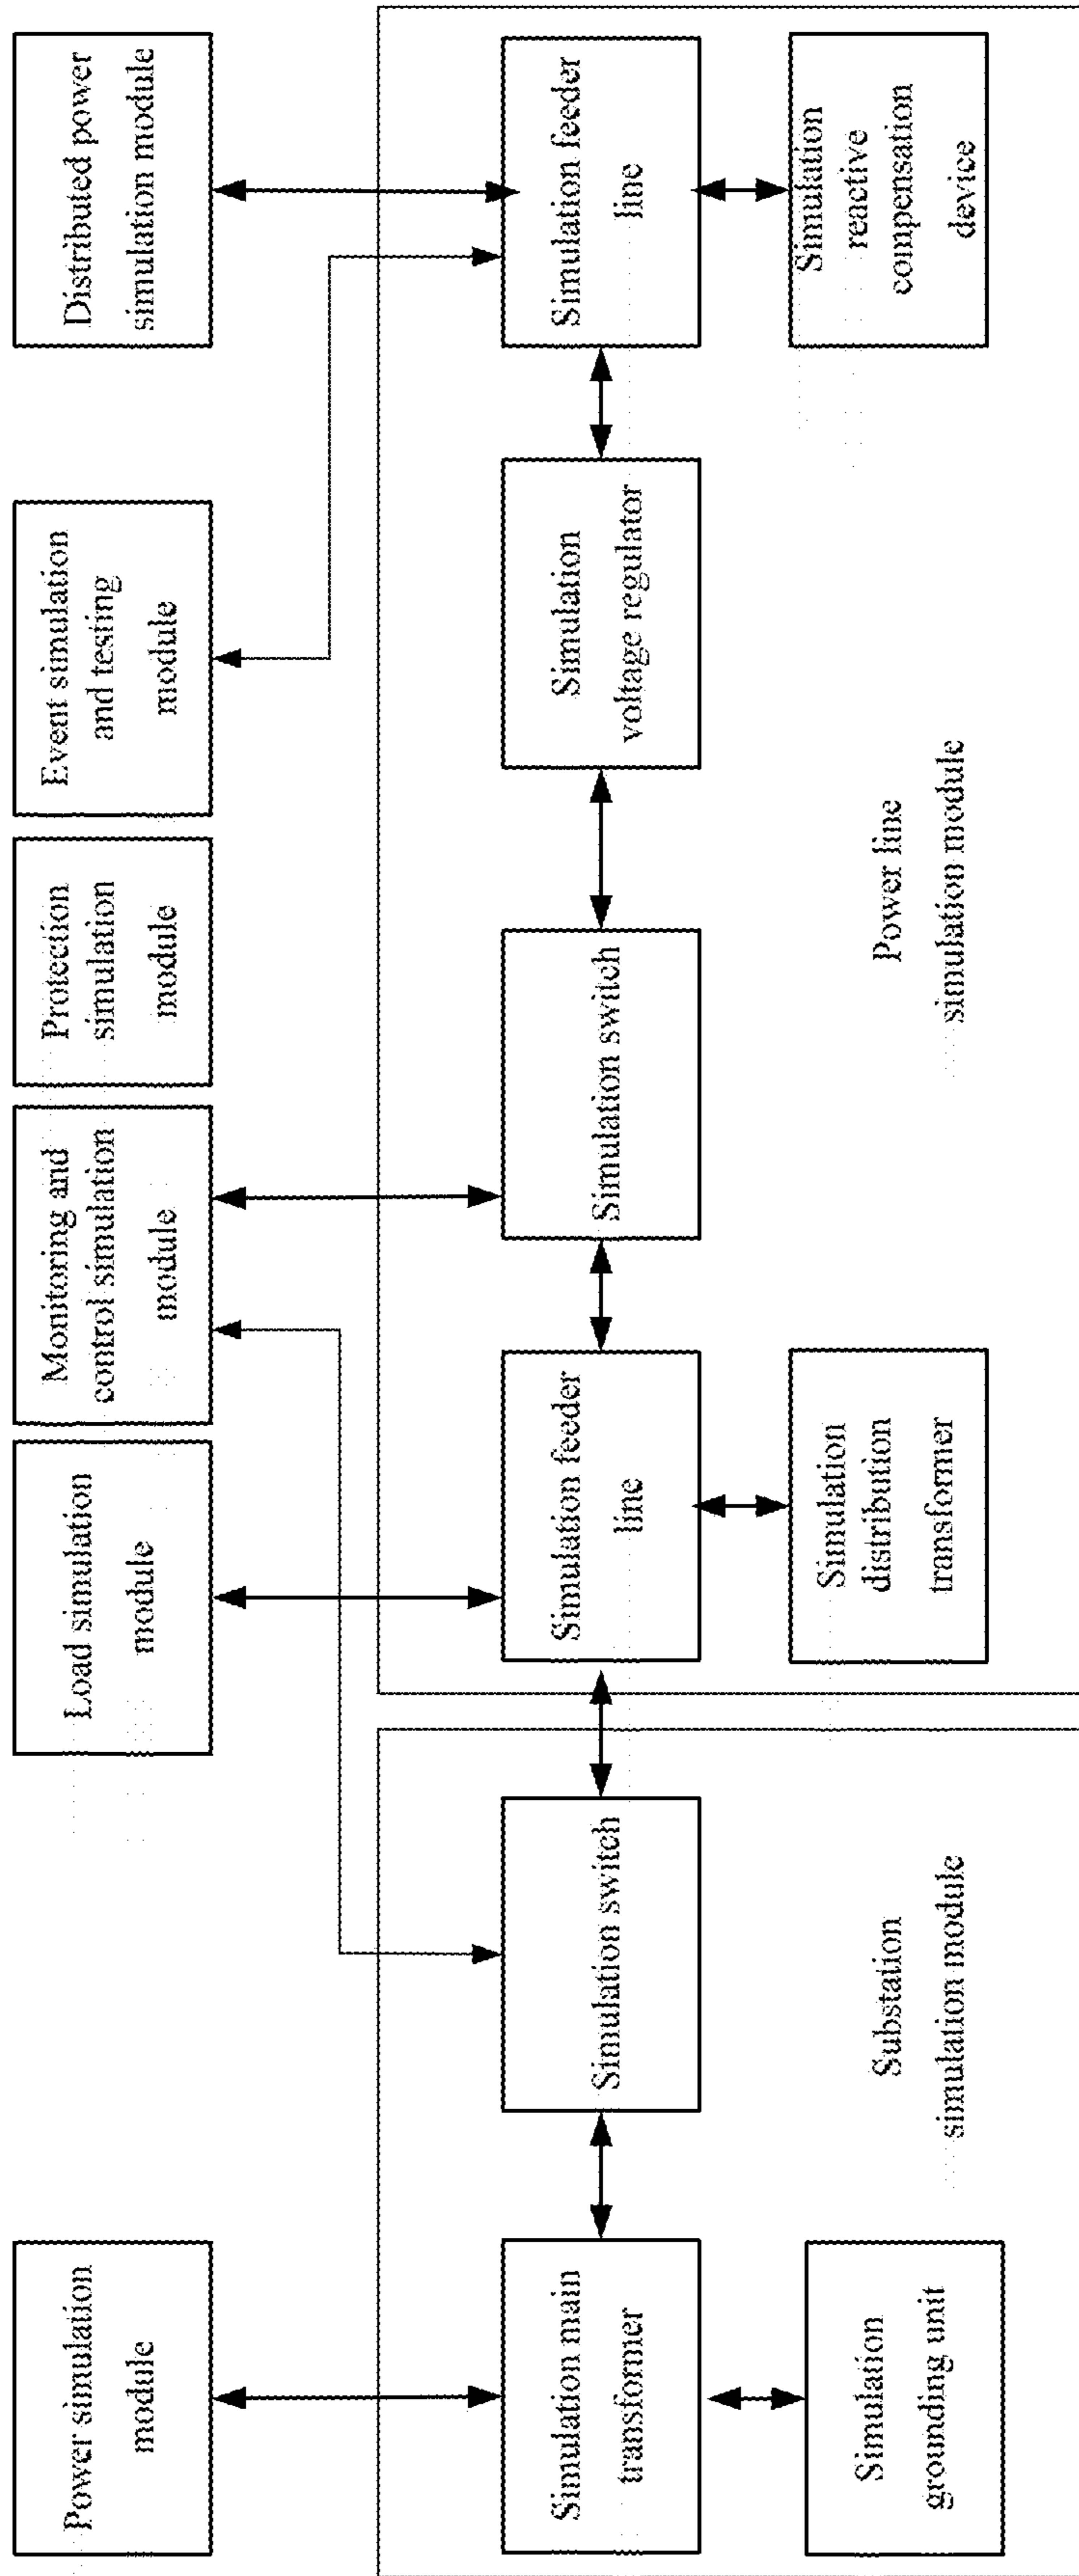 Power simulation
module
Load simulation
module
Monitoring and
control simulation
module
Protection
simulation
module
Event simulation
and testing
module
Distributed power
simulation module
Simulation main
transformer
Simulation switch
Simulation feeder
line
Simulation switch
Simulation
voltage regulator
Simulation feeder
line
Simulation
grounding unit
Substation
simulation module
Simulation
distribution
transformer
Power line
simulation module
Simulation
reactive
compensation
device